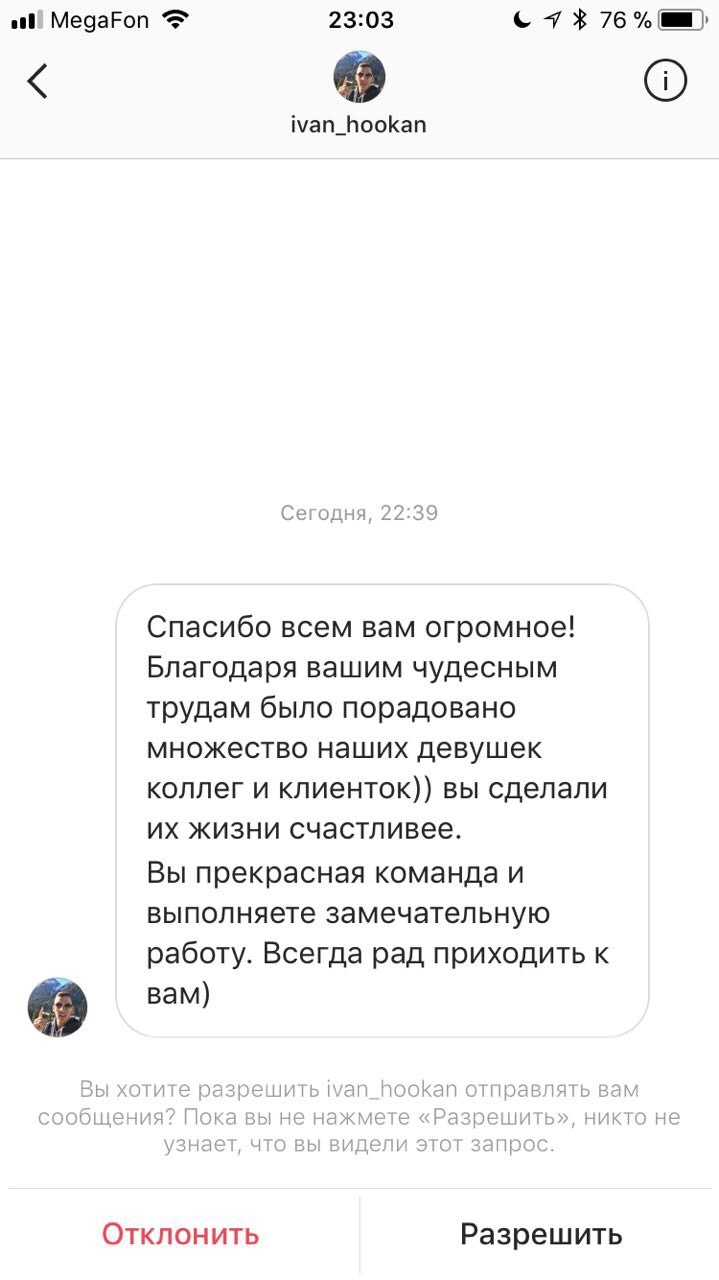 MegaFon 23:03 76 %
ivan_hookan
Сегодня, 22:39
Спасибо всем вам огромное!
Благодаря вашим чудесным
трудам было порадовано
множество наших девушек
коллег и клиенток)) вы сделали
их жизни счастливее.
Вы прекрасная команда и
выполняете замечательную
работу. Всегда рад приходить к
вам)
Вы хотите разрешить ivan_hookan отправлять вам
сообщения? Пока вы не нажмете «Разрешить», никто не
узнает, что вы видели этот запрос.
Отклонить Разрешить